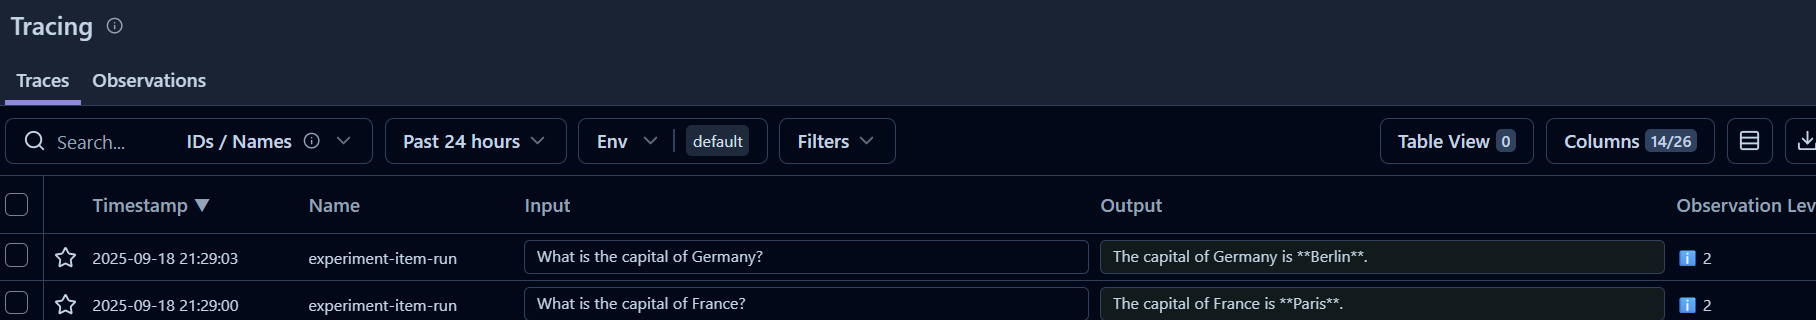 Tracing
Traces Observations
Search... IDs / Names Past 24 hours Env default Filters Table View 0 Columns 14/26
Timestamp ▼ Name Input Output Observation Lev
2025-09-18 21:29:03 experiment-item-run What is the capital of Germany? The capital of Germany is **Berlin**. 2
2025-09-18 21:29:00 experiment-item-run What is the capital of France? The capital of France is **Paris**. 2